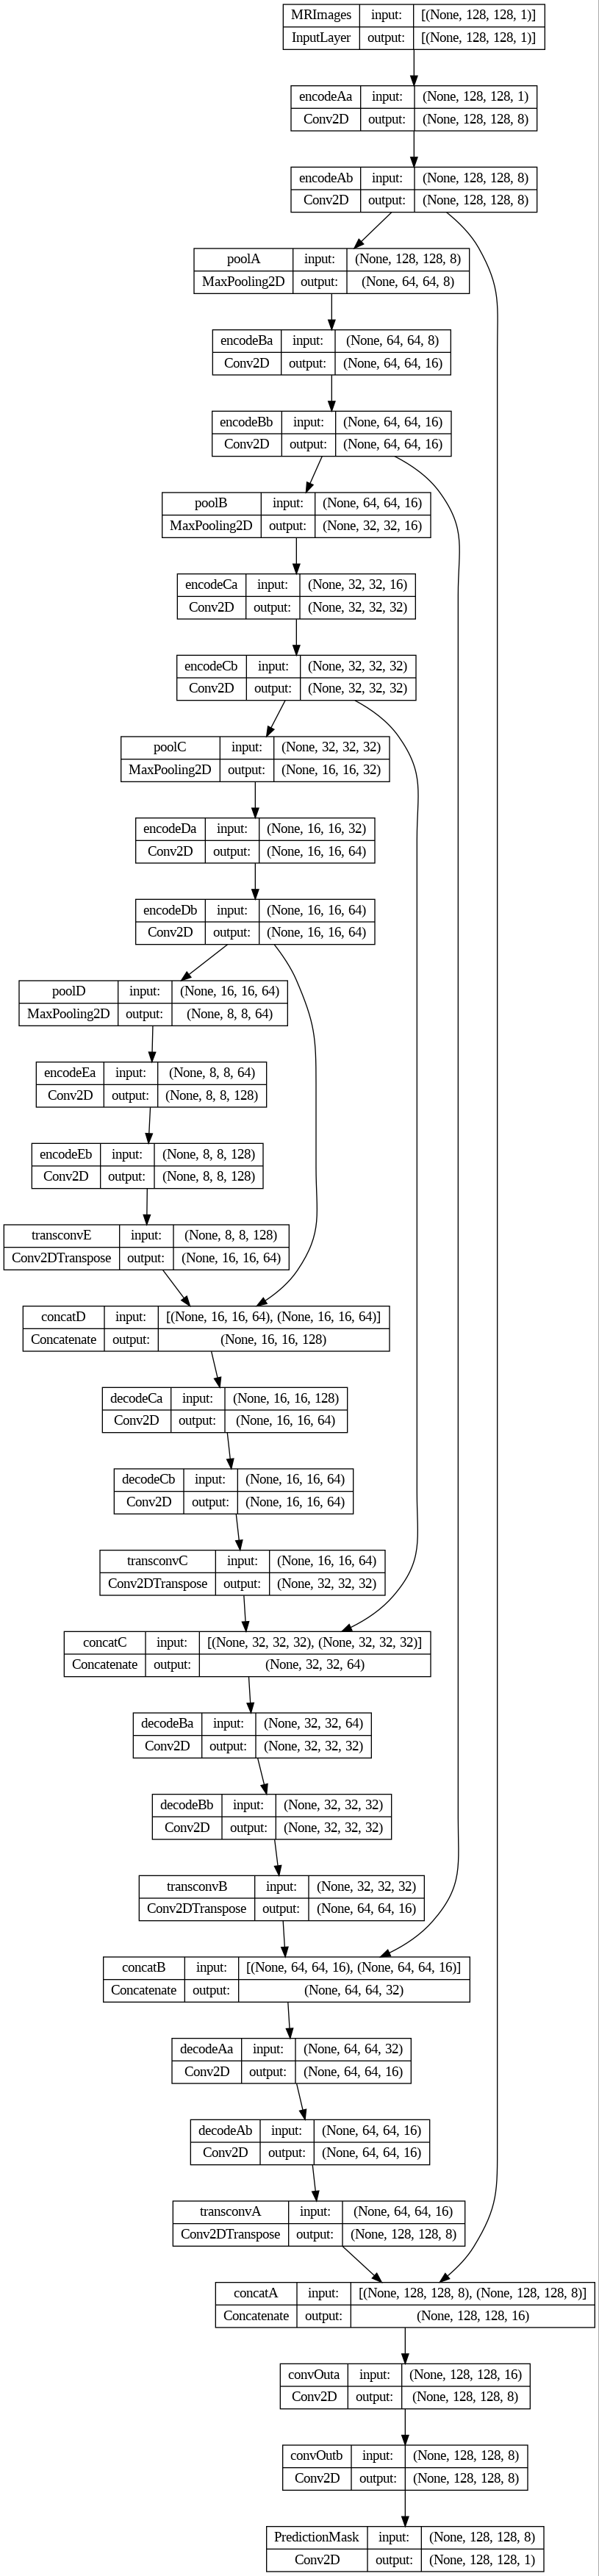 MRImages input: [(None, 128, 128, 1)]
InputLayer output: [(None, 128, 128, 1)]
encodeAa input: (None, 128, 128, 1)
Conv2D output: (None, 128, 128, 8)
encodeAb input: (None, 128, 128, 8)
Conv2D output: (None, 128, 128, 8)
poolA input: (None, 128, 128, 8)
MaxPooling2D output: (None, 64, 64, 8)
encodeBa input: (None, 64, 64, 8)
Conv2D output: (None, 64, 64, 16)
encodeBb input: (None, 64, 64, 16)
Conv2D output: (None, 64, 64, 16)
poolB input: (None, 64, 64, 16)
MaxPooling2D output: (None, 32, 32, 16)
encodeCa input: (None, 32, 32, 16)
Conv2D output: (None, 32, 32, 32)
encodeCb input: (None, 32, 32, 32)
Conv2D output: (None, 32, 32, 32)
poolC input: (None, 32, 32, 32)
MaxPooling2D output: (None, 16, 16, 32)
encodeDa input: (None, 16, 16, 32)
Conv2D output: (None, 16, 16, 64)
encodeDb input: (None, 16, 16, 64)
Conv2D output: (None, 16, 16, 64)
poolD input: (None, 16, 16, 64)
MaxPooling2D output: (None, 8, 8, 64)
encodeEa input: (None, 8, 8, 64)
Conv2D output: (None, 8, 8, 128)
encodeEb input: (None, 8, 8, 128)
Conv2D output: (None, 8, 8, 128)
transconvE input: (None, 8, 8, 128)
Conv2DTranspose output: (None, 16, 16, 64)
concatD input: [(None, 16, 16, 64), (None, 16, 16, 64)]
Concatenate output: (None, 16, 16, 128)
decodeCa input: (None, 16, 16, 128)
Conv2D output: (None, 16, 16, 64)
decodeCb input: (None, 16, 16, 64)
Conv2D output: (None, 16, 16, 64)
transconvC input: (None, 16, 16, 64)
Conv2DTranspose output: (None, 32, 32, 32)
concatC input: [(None, 32, 32, 32), (None, 32, 32, 32)]
Concatenate output: (None, 32, 32, 64)
decodeBa input: (None, 32, 32, 64)
Conv2D output: (None, 32, 32, 32)
decodeBb input: (None, 32, 32, 32)
Conv2D output: (None, 32, 32, 32)
transconvB input: (None, 32, 32, 32)
Conv2DTranspose output: (None, 64, 64, 16)
concatB input: [(None, 64, 64, 16), (None, 64, 64, 16)]
Concatenate output: (None, 64, 64, 32)
decodeAa input: (None, 64, 64, 32)
Conv2D output: (None, 64, 64, 16)
decodeAb input: (None, 64, 64, 16)
Conv2D output: (None, 64, 64, 16)
transconvA input: (None, 64, 64, 16)
Conv2DTranspose output: (None, 128, 128, 8)
concatA input: [(None, 128, 128, 8), (None, 128, 128, 8)]
Concatenate output: (None, 128, 128, 16)
convOuta input: (None, 128, 128, 16)
Conv2D output: (None, 128, 128, 8)
convOutb input: (None, 128, 128, 8)
Conv2D output: (None, 128, 128, 8)
PredictionMask input: (None, 128, 128, 8)
Conv2D output: (None, 128, 128, 1)